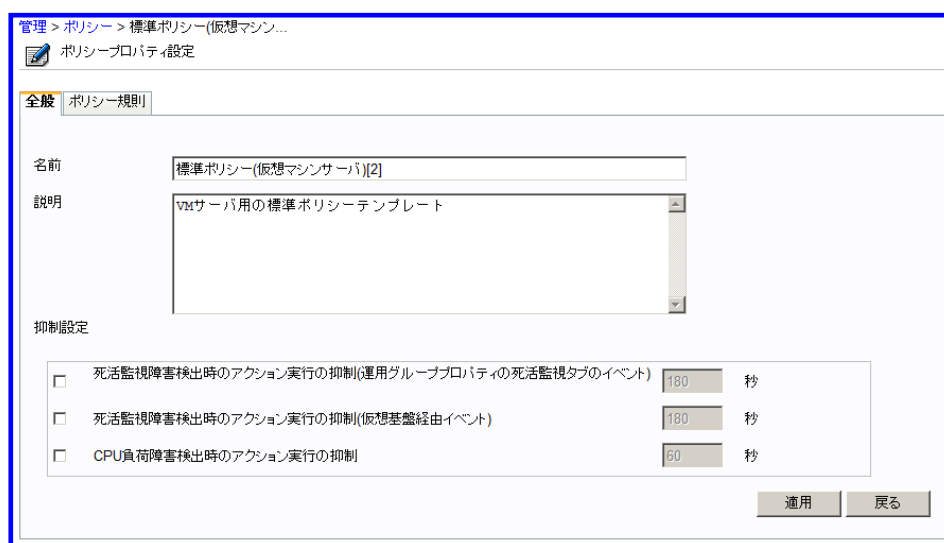 管理 > ポリシー > 標準ポリシー(仮想マシン...
ポリシープロパティ設定
全般 ポリシー規則
名前 標準ポリシー(仮想マシンサーバ)[2]
説明 VMサーバ用の標準ポリシーテンプレート
抑制設定
死活監視障害検出時のアクション実行の抑制(運用グループプロパティの死活監視タブのイベント) 180 秒
死活監視障害検出時のアクション実行の抑制(仮想基盤経由イベント) 180 秒
CPU負荷障害検出時のアクション実行の抑制 60 秒
適用 戻る